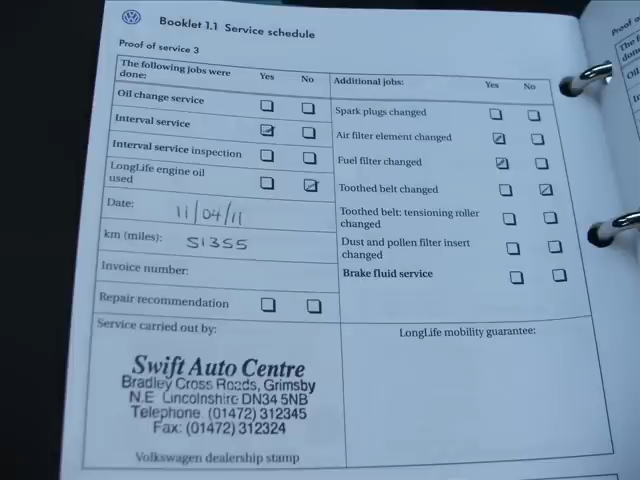 Booklet 1.1 Service schedule
Proof of service 3
The following jobs were done: Yes No
Oil change service
Interval service
Interval service inspection
LongLife engine oil used
Date: 11/04/11
km (miles): 51355
Invoice number:
Repair recommendation
Service carried out by:
Swift Auto Centre
Bradley Cross Roads, Grimsby
N.E. Lincolnshire DN34 5NB
Telephone. (01472) 312345
Fax: (01472) 312324
Volkswagen dealership stamp
Additional jobs: Yes No
Spark plugs changed
Air filter element changed
Fuel filter changed
Toothed belt changed
Toothed belt: tensioning roller changed
Dust and pollen filter insert changed
Brake fluid service
LongLife mobility guarantee: